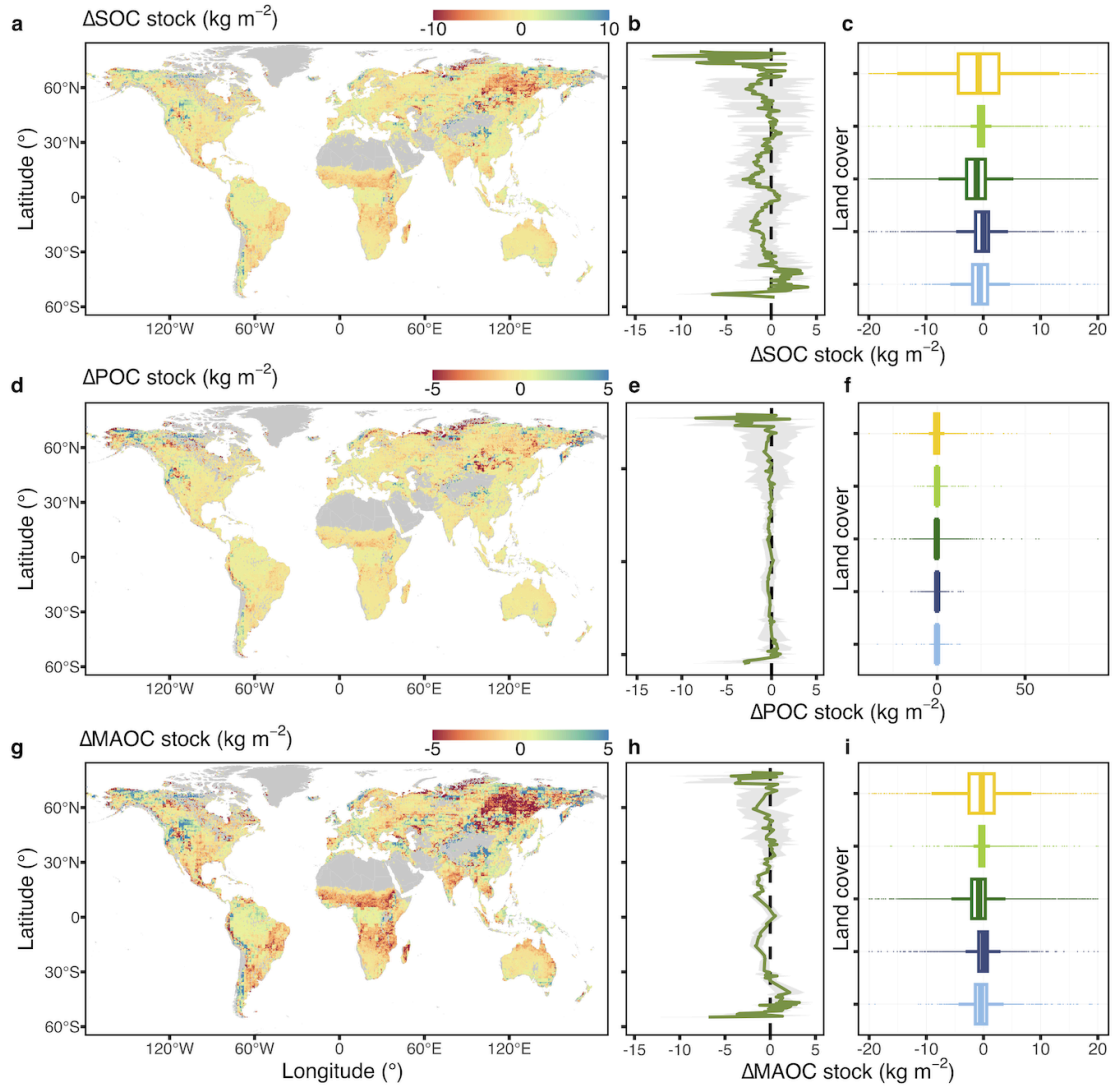 a ΔSOC stock (kg m⁻²)
-10 0 10
b
c
Latitude (°)
60°N
30°N
0
30°S
60°S
120°W 60°W 0 60°E 120°E
-15 -10 -5 0 5
Land cover
-20 -10 0 10 20
ΔSOC stock (kg m⁻²)
d ΔPOC stock (kg m⁻²)
-5 0 5
e
f
Latitude (°)
60°N
30°N
0
30°S
60°S
120°W 60°W 0 60°E 120°E
-15 -10 -5 0 5
Land cover
0 50
ΔPOC stock (kg m⁻²)
g ΔMAOC stock (kg m⁻²)
-5 0 5
h
i
Latitude (°)
60°N
30°N
0
30°S
60°S
120°W 60°W 0 60°E 120°E
Longitude (°)
-15 -10 -5 0 5
Land cover
-20 -10 0 10 20
ΔMAOC stock (kg m⁻²)